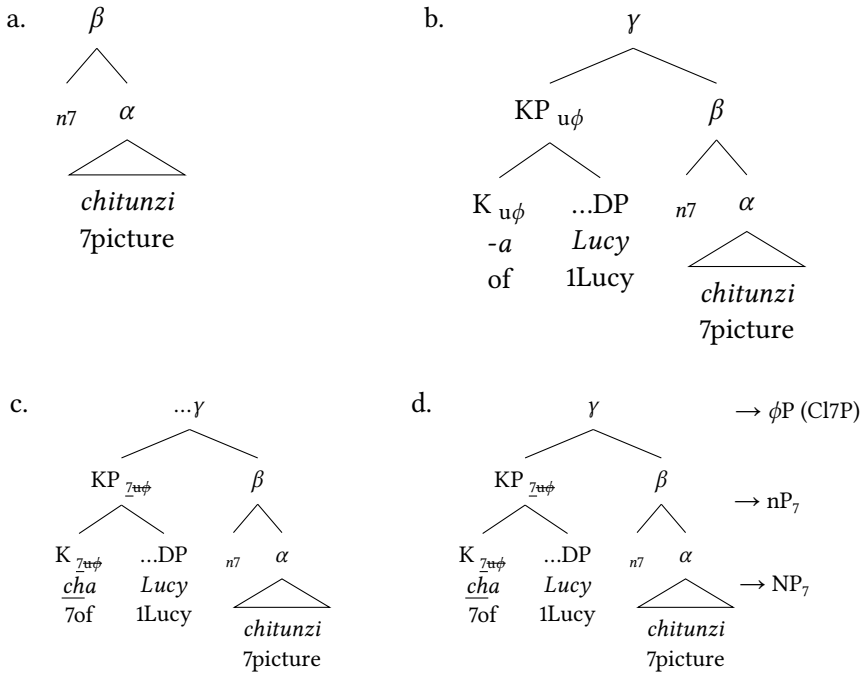 a.
β
n7 α
chitunzi
7picture
b.
γ
KP uϕ β
K uϕ ...DP n7 α
-a Lucy
of 1Lucy chitunzi
7picture
c.
...γ
KP 7uϕ β
K 7uϕ ...DP n7 α
cha Lucy
7of 1Lucy
chitunzi
7picture
d.
γ → ϕP (Cl7P)
KP 7uϕ β → nP7
K 7uϕ ...DP n7 α
cha Lucy → NP7
7of 1Lucy
chitunzi
7picture